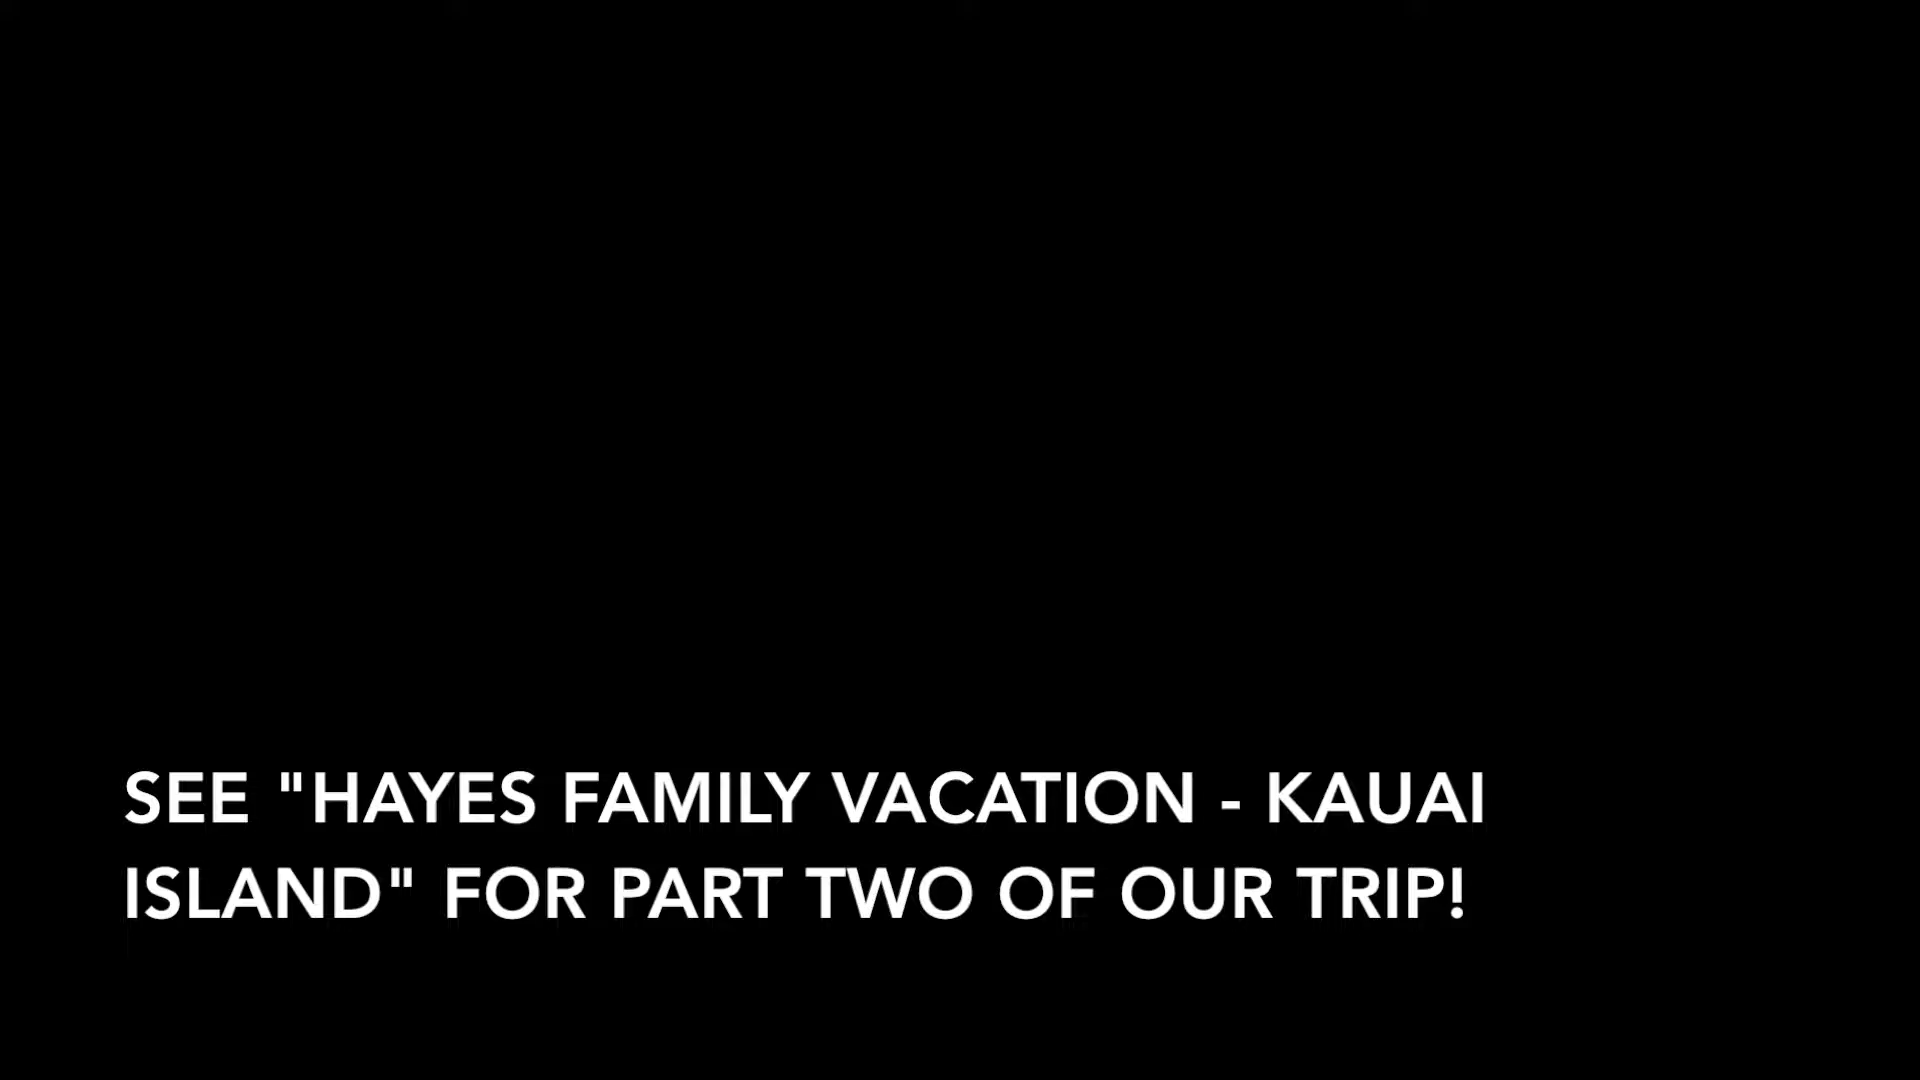 SEE "HAYES FAMILY VACATION - KAUAI
ISLAND" FOR PART TWO OF OUR TRIP!